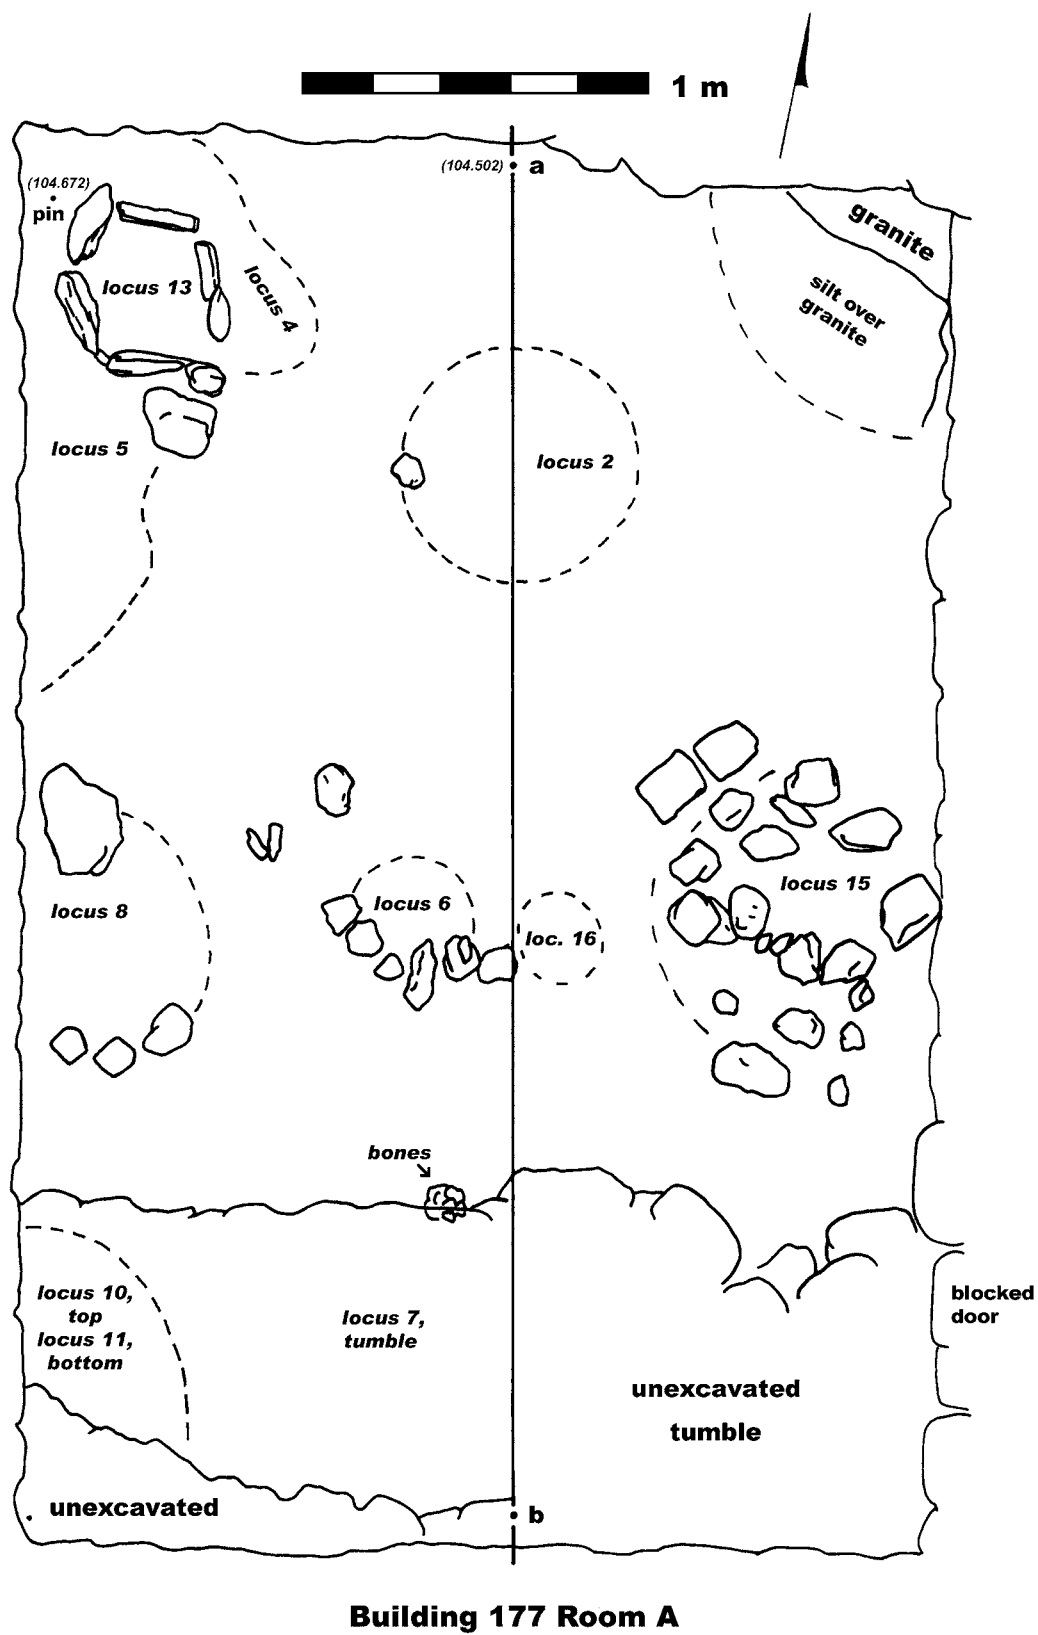 1 m
(104.502)
a
(104.672)
pin
granite
locus 13
locus 4
silt over
granite
locus 5
locus 2
locus 15
locus 8
locus 6
loc. 16
bones
locus 10,
top
locus 11,
bottom
locus 7,
tumble
blocked
door
unexcavated
tumble
unexcavated
b
Building 177 Room A